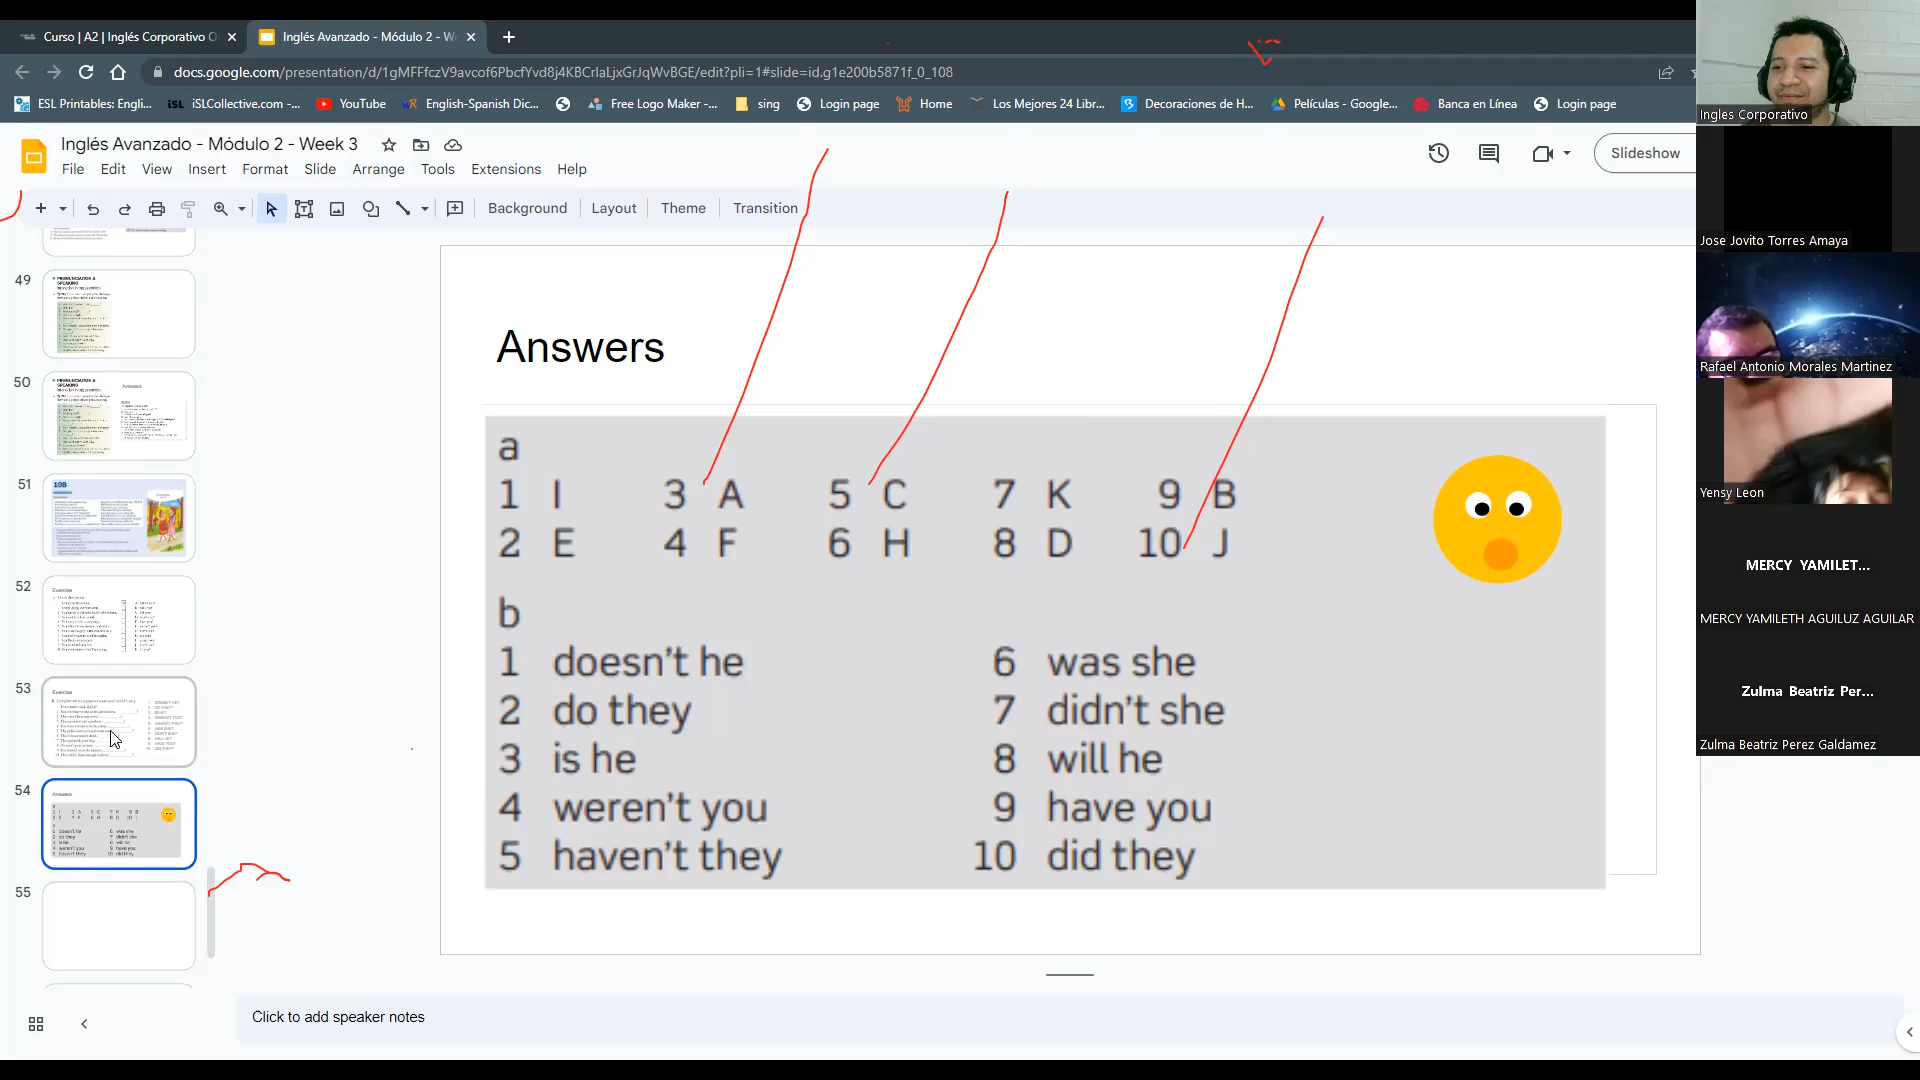 Curso | A2 | Inglés Corporativo O
Inglés Avanzado - Módulo 2 - W
docs.google.com/presentation/d/1gMFFfczV9avcof6PbcfYvd8j4KBCrIaLjxGrJqWvBGE/edit?pli=1#slide=id.g1e200b5871f_0_108
ESL Printables: Engli...
iSLCollective.com -...
YouTube
English-Spanish Dic...
Free Logo Maker -...
sing
Login page
Home
Los Mejores 24 Libr...
Decoraciones de H...
Películas - Google...
Banca en Línea
Login page
Inglés Avanzado - Módulo 2 - Week 3
File Edit View Insert Format Slide Arrange Tools Extensions Help
Slideshow
Background Layout Theme Transition
49
50
51
52
53
54
55
Answers
a
1 I 3 A 5 C 7 K 9 B
2 E 4 F 6 H 8 D 10 J
b
1 doesn't he 6 was she
2 do they 7 didn't she
3 is he 8 will he
4 weren't you 9 have you
5 haven't they 10 did they
Click to add speaker notes
Ingles Corporativo
Jose Jovito Torres Amaya
Rafael Antonio Morales Martinez
Yensy Leon
MERCY YAMILET...
MERCY YAMILETH AGUILUZ AGUILAR
Zulma Beatriz Per...
Zulma Beatriz Perez Galdamez